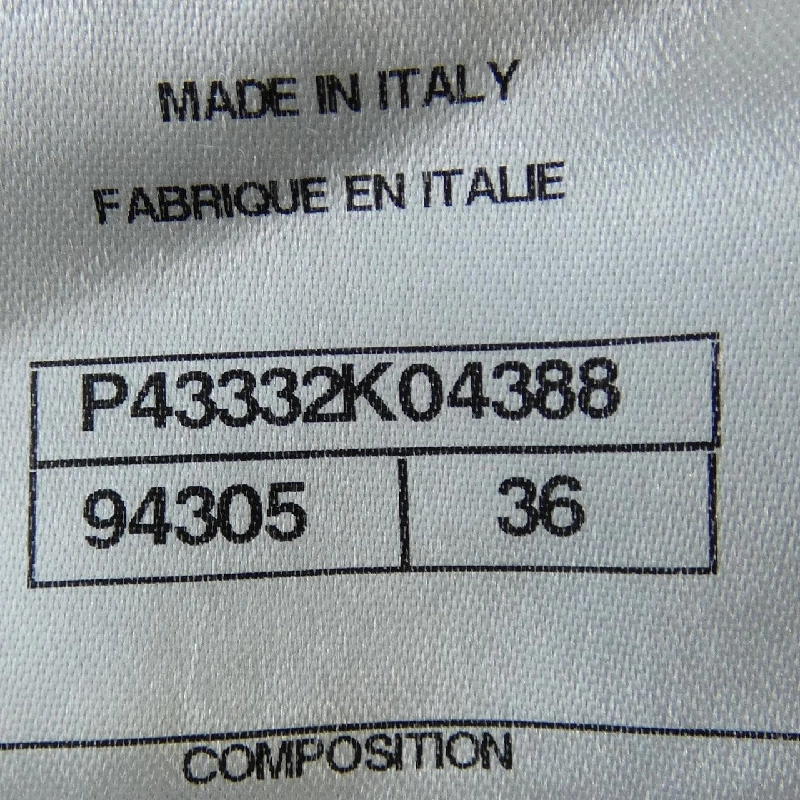 MADE IN ITALY
FABRIQUE EN ITALIE
P43332K04388
94305 36
COMPOSITION